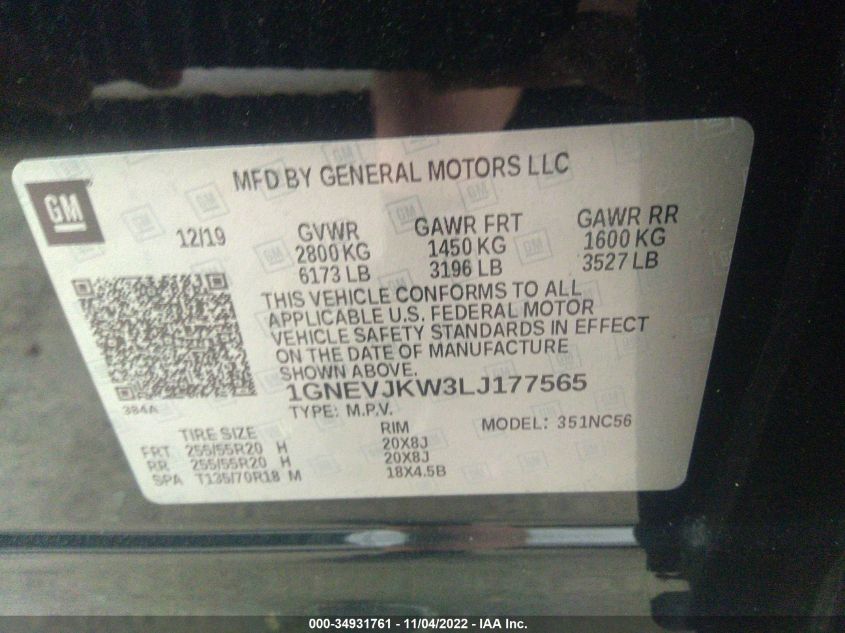 MFD BY GENERAL MOTORS LLC
GM
12/19 GVWR GAWR FRT GAWR RR
2800 KG 1450 KG 1600 KG
6173 LB 3196 LB 3527 LB
THIS VEHICLE CONFORMS TO ALL
APPLICABLE U.S. FEDERAL MOTOR
VEHICLE SAFETY STANDARDS IN EFFECT
ON THE DATE OF MANUFACTURE
SHOWN ABOVE.
1GNEVJKW3LJ177565
384A
TYPE: M.P.V. MODEL: 351NC56
TIRE SIZE RIM
FRT 255/55R20 H 20X8J
RR 255/55R20 H 20X8J
SPA T135/70R18 M 18X4.5B
000-34931761 - 11/04/2022 - IAA Inc.